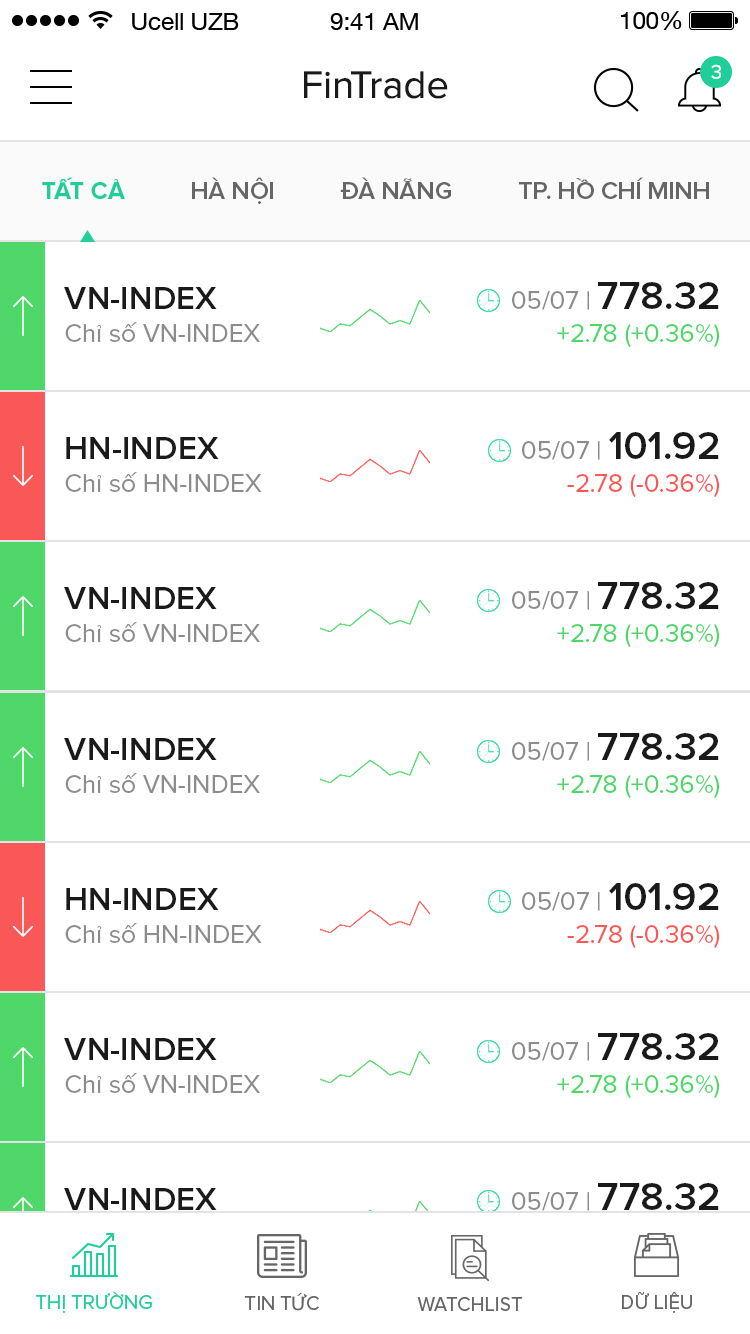 Ucell UZB 9:41 AM 100%
FinTrade
3
TẤT CẢ HÀ NỘI ĐÀ NẴNG TP. HỒ CHÍ MINH
VN-INDEX 05/07 | 778.32
Chỉ số VN-INDEX +2.78 (+0.36%)
HN-INDEX 05/07 | 101.92
Chỉ số HN-INDEX -2.78 (-0.36%)
VN-INDEX 05/07 | 778.32
Chỉ số VN-INDEX +2.78 (+0.36%)
VN-INDEX 05/07 | 778.32
Chỉ số VN-INDEX +2.78 (+0.36%)
HN-INDEX 05/07 | 101.92
Chỉ số HN-INDEX -2.78 (-0.36%)
VN-INDEX 05/07 | 778.32
Chỉ số VN-INDEX +2.78 (+0.36%)
VN-INDEX 05/07 | 778.32
THỊ TRƯỜNG TIN TỨC WATCHLIST DỮ LIỆU